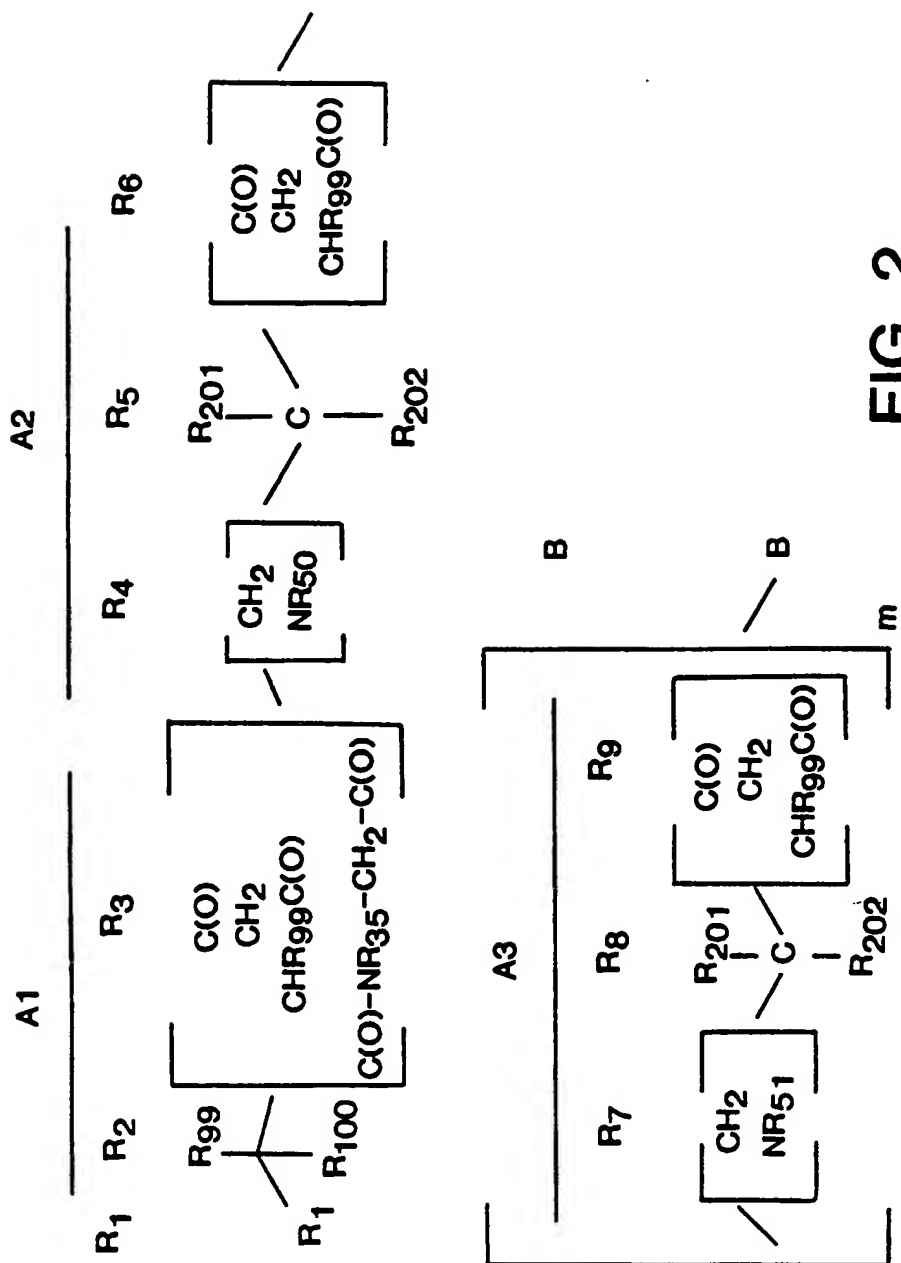 A1 A2
R1 R2 R3 R4 R5 R6
R99 C(O) CH2 R201 C(O)
CH2 NR50 C CH2
R1 R100 CHR99C(O) R202 CHR99C(O)
C(O)-NR35-CH2-C(O)
A3 B
R7 R8 R9
CH2 R201 C(O)
NR51 C CH2 B
R202 CHR99C(O)
m
FIG 2